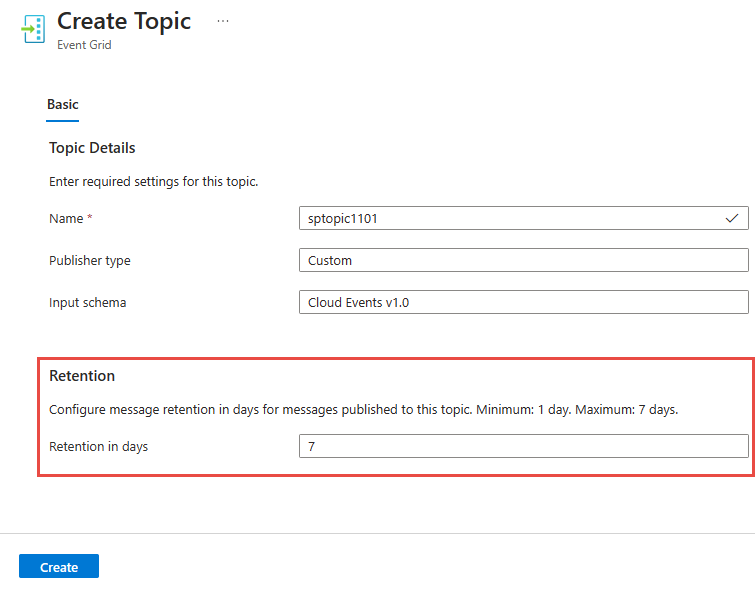 Create Topic ...
Event Grid
Basic
Topic Details
Enter required settings for this topic.
Name * sptopic1101
Publisher type Custom
Input schema Cloud Events v1.0
Retention
Configure message retention in days for messages published to this topic. Minimum: 1 day. Maximum: 7 days.
Retention in days 7
Create